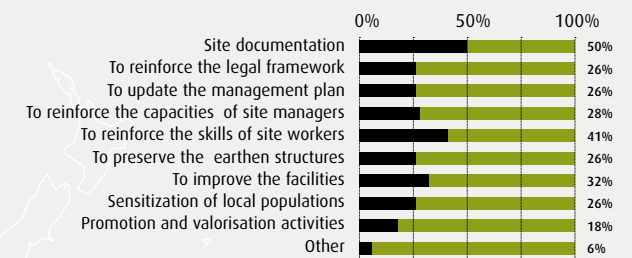 0% 50% 100%
Site documentation 50%
To reinforce the legal framework 26%
To update the management plan 26%
To reinforce the capacities of site managers 28%
To reinforce the skills of site workers 41%
To preserve the earthen structures 26%
To improve the facilities 32%
Sensitization of local populations 26%
Promotion and valorisation activities 18%
Other 6%